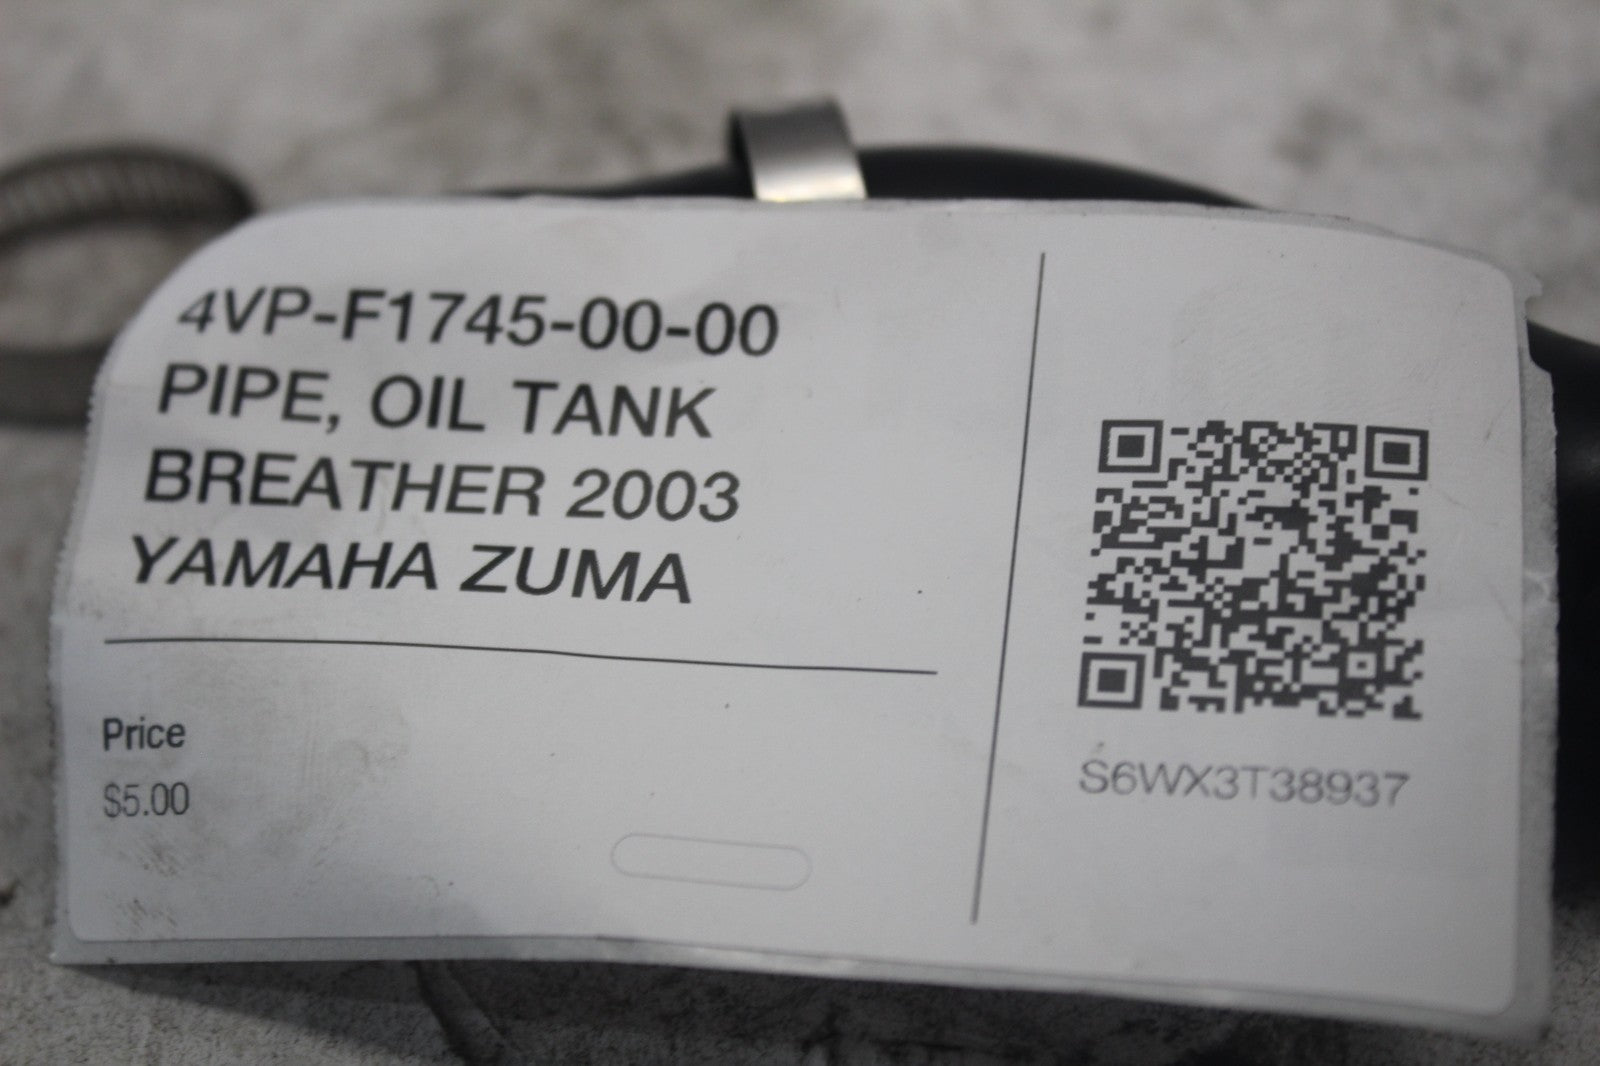 4VP-F1745-00-00
PIPE, OIL TANK
BREATHER 2003
YAMAHA ZUMA
Price
$5.00
S6WX3T38937